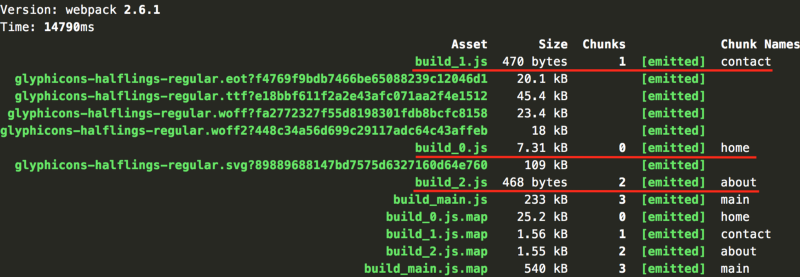 Version: webpack 2.6.1
Time: 14790ms
Asset Size Chunks Chunk Names
build_1.js 470 bytes 1 [emitted] contact
glyphicons-halflings-regular.eot?f4769f9bdb7466be65088239c12046d1 20.1 kB [emitted]
glyphicons-halflings-regular.ttf?e18bbf611f2a2e43afc071aa2f4e1512 45.4 kB [emitted]
glyphicons-halflings-regular.woff?fa2772327f55d8198301fdb8bcfc8158 23.4 kB [emitted]
glyphicons-halflings-regular.woff2?448c34a56d699c29117adc64c43affeb 18 kB [emitted]
build_0.js 7.31 kB 0 [emitted] home
glyphicons-halflings-regular.svg?89889688147bd7575d6327160d64e760 109 kB [emitted]
build_2.js 468 bytes 2 [emitted] about
build_main.js 233 kB 3 [emitted] main
build_0.js.map 25.2 kB 0 [emitted] home
build_1.js.map 1.56 kB 1 [emitted] contact
build_2.js.map 1.55 kB 2 [emitted] about
build_main.js.map 540 kB 3 [emitted] main